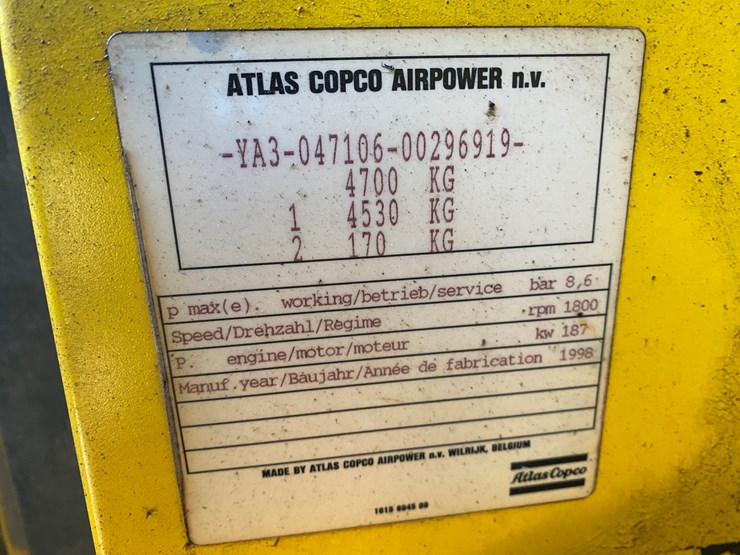 ATLAS COPCO AIRPOWER n.v.
-YA3-047106-00296919-
4700 KG
1 4530 KG
2 170 KG
p max(e). working/betrieb/service bar 8,6
Speed/Drehzahl/Régime rpm 1800
P. engine/motor/moteur kw 187
Manuf.year/Baujahr/Année de fabrication 1998
MADE BY ATLAS COPCO AIRPOWER n.v. WILRIJK, BELGIUM
Atlas Copco